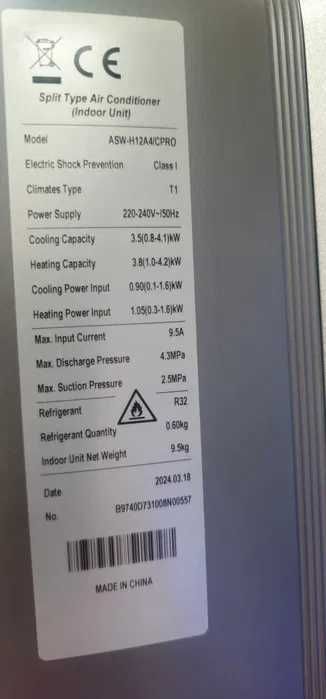 CE
Split Type Air Conditioner
(Indoor Unit)
Model ASW-H12A4/CPRO
Electric Shock Prevention Class I
Climates Type T1
Power Supply 220-240V~/50Hz
Cooling Capacity 3.5(0.8-4.1)kW
Heating Capacity 3.8(1.0-4.2)kW
Cooling Power Input 0.90(0.1-1.6)kW
Heating Power Input 1.05(0.3-1.6)kW
Max. Input Current 9.5A
Max. Discharge Pressure 4.3MPa
Max. Suction Pressure 2.5MPa
Refrigerant R32
Refrigerant Quantity 0.60kg
Indoor Unit Net Weight 9.5kg
Date 2024.03.18
No. B9740D731008N00557
MADE IN CHINA